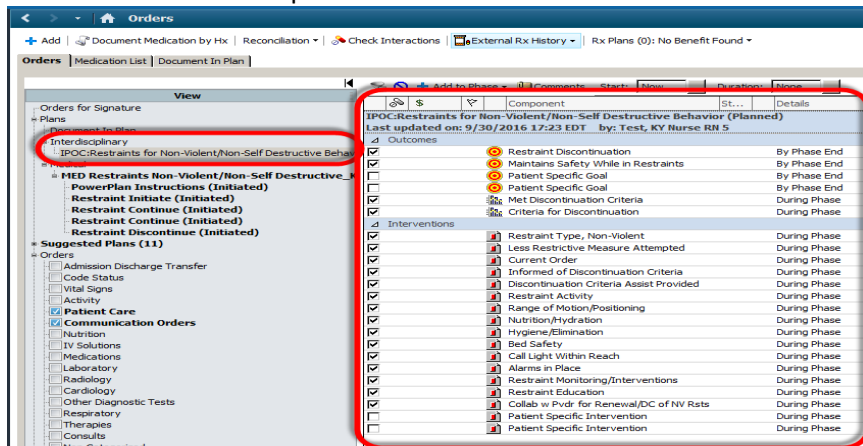 Orders
Add | Document Medication by Hx | Reconciliation | Check Interactions | External Rx History | Rx Plans (0): No Benefit Found
Orders | Medication List | Document In Plan
View
Orders for Signature
Plans
Document In Plan
Interdisciplinary
IPOC:Restraints for Non-Violent/Non-Self Destructive Behav
Medical
MED Restraints Non-Violent/Non-Self Destructive_K
PowerPlan Instructions (Initiated)
Restraint Initiate (Initiated)
Restraint Continue (Initiated)
Restraint Continue (Initiated)
Restraint Discontinue (Initiated)
Suggested Plans (11)
Orders
Admission Discharge Transfer
Code Status
Vital Signs
Activity
Patient Care
Communication Orders
Nutrition
IV Solutions
Medications
Laboratory
Radiology
Cardiology
Other Diagnostic Tests
Respiratory
Therapies
Consults
Add to Phase Comments Start: Now Duration: None
$ Component St... Details
IPOC:Restraints for Non-Violent/Non-Self Destructive Behavior (Planned)
Last updated on: 9/30/2016 17:23 EDT by: Test, KY Nurse RN 5
Outcomes
Restraint Discontinuation By Phase End
Maintains Safety While in Restraints By Phase End
Patient Specific Goal By Phase End
Patient Specific Goal By Phase End
Met Discontinuation Criteria During Phase
Criteria for Discontinuation During Phase
Interventions
Restraint Type, Non-Violent During Phase
Less Restrictive Measure Attempted During Phase
Current Order During Phase
Informed of Discontinuation Criteria During Phase
Discontinuation Criteria Assist Provided During Phase
Restraint Activity During Phase
Range of Motion/Positioning During Phase
Nutrition/Hydration During Phase
Hygiene/Elimination During Phase
Bed Safety During Phase
Call Light Within Reach During Phase
Alarms in Place During Phase
Restraint Monitoring/Interventions During Phase
Restraint Education During Phase
Collab w Pvdr for Renewal/DC of NV Rsts During Phase
Patient Specific Intervention During Phase
Patient Specific Intervention During Phase